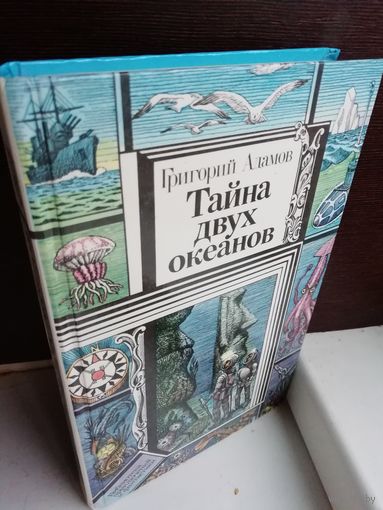 Григорий Адамов
Тайна
двух
океанов
N